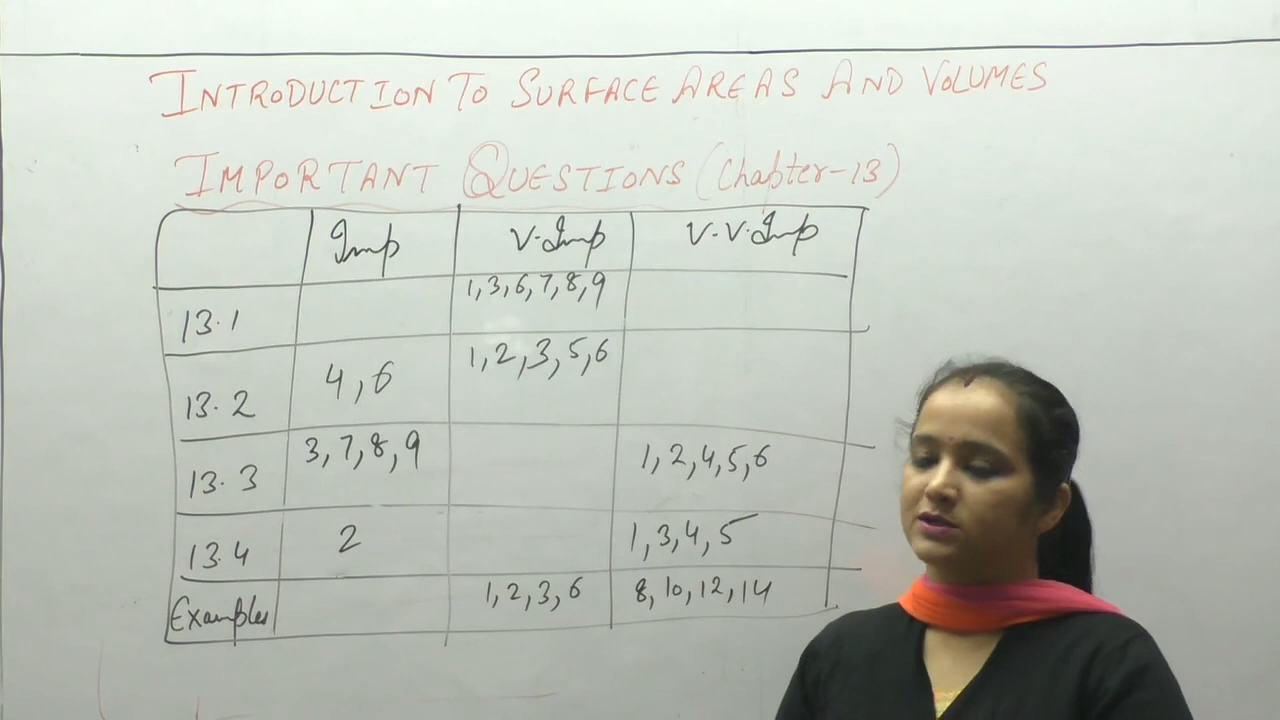 INTRODUCTION TO SURFACE AREAS AND VOLUMES
IMPORTANT QUESTIONS (Chapter-13)
Imp V.Imp V.V.Imp
13.1 1,3,6,7,8,9
13.2 4,6 1,2,3,5,6
13.3 3,7,8,9 1,2,4,5,6
13.4 2 1,3,4,5
Examples 1,2,3,6 8,10,12,14